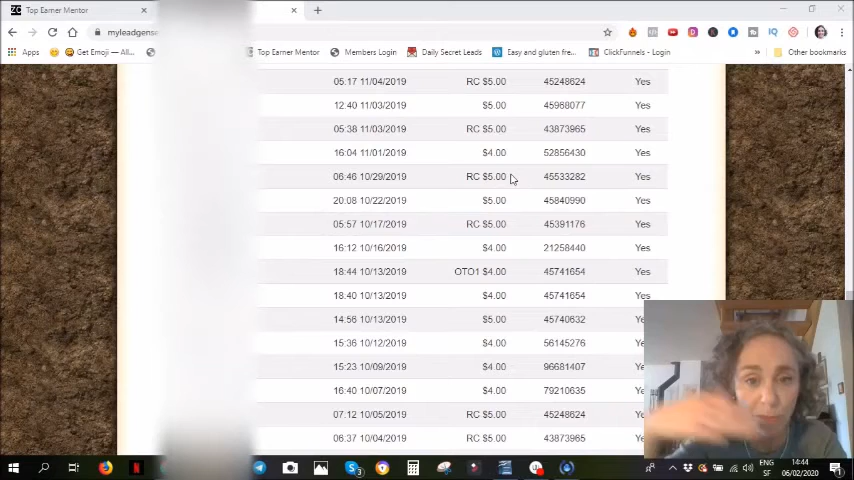 Top Earner Mentor × × +
myleadgense
Apps Get Emoji — All... Top Earner Mentor Members Login Daily Secret Leads Easy and gluten fre... ClickFunnels - Login » Other bookmarks
05:17 11/04/2019 RC $5.00 45248624 Yes
12:40 11/03/2019 $5.00 45968077 Yes
05:38 11/03/2019 RC $5.00 43873965 Yes
16:04 11/01/2019 $4.00 52856430 Yes
06:46 10/29/2019 RC $5.00 45533282 Yes
20:08 10/22/2019 $5.00 45840990 Yes
05:57 10/17/2019 RC $5.00 45391176 Yes
16:12 10/16/2019 $4.00 21258440 Yes
18:44 10/13/2019 OTO1 $4.00 45741654 Yes
18:40 10/13/2019 $4.00 45741654 Yes
14:56 10/13/2019 $5.00 45740632 Ye
15:36 10/12/2019 $4.00 56145276 Ye
15:23 10/09/2019 $4.00 96681407 Ye
16:40 10/07/2019 $4.00 79210635 Ye
07:12 10/05/2019 RC $5.00 45248624 Ye
06:37 10/04/2019 RC $5.00 43873965 Ye
ENG 14:44
SF 06/02/2020